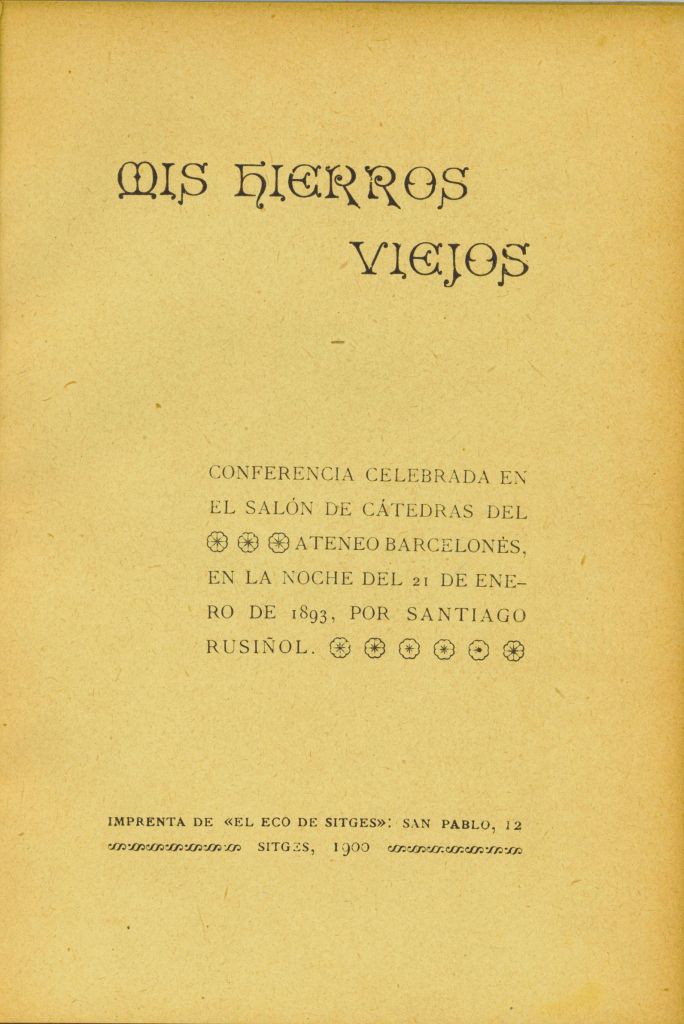 MIS HIERROS
VIEJOS
CONFERENCIA CELEBRADA EN
EL SALÓN DE CÁTEDRAS DEL
ATENEO BARCELONÉS,
EN LA NOCHE DEL 21 DE ENE–
RO DE 1893, POR SANTIAGO
RUSIÑOL.
IMPRENTA DE «EL ECO DE SITGES»: SAN PABLO, 12
SITGES, 1900